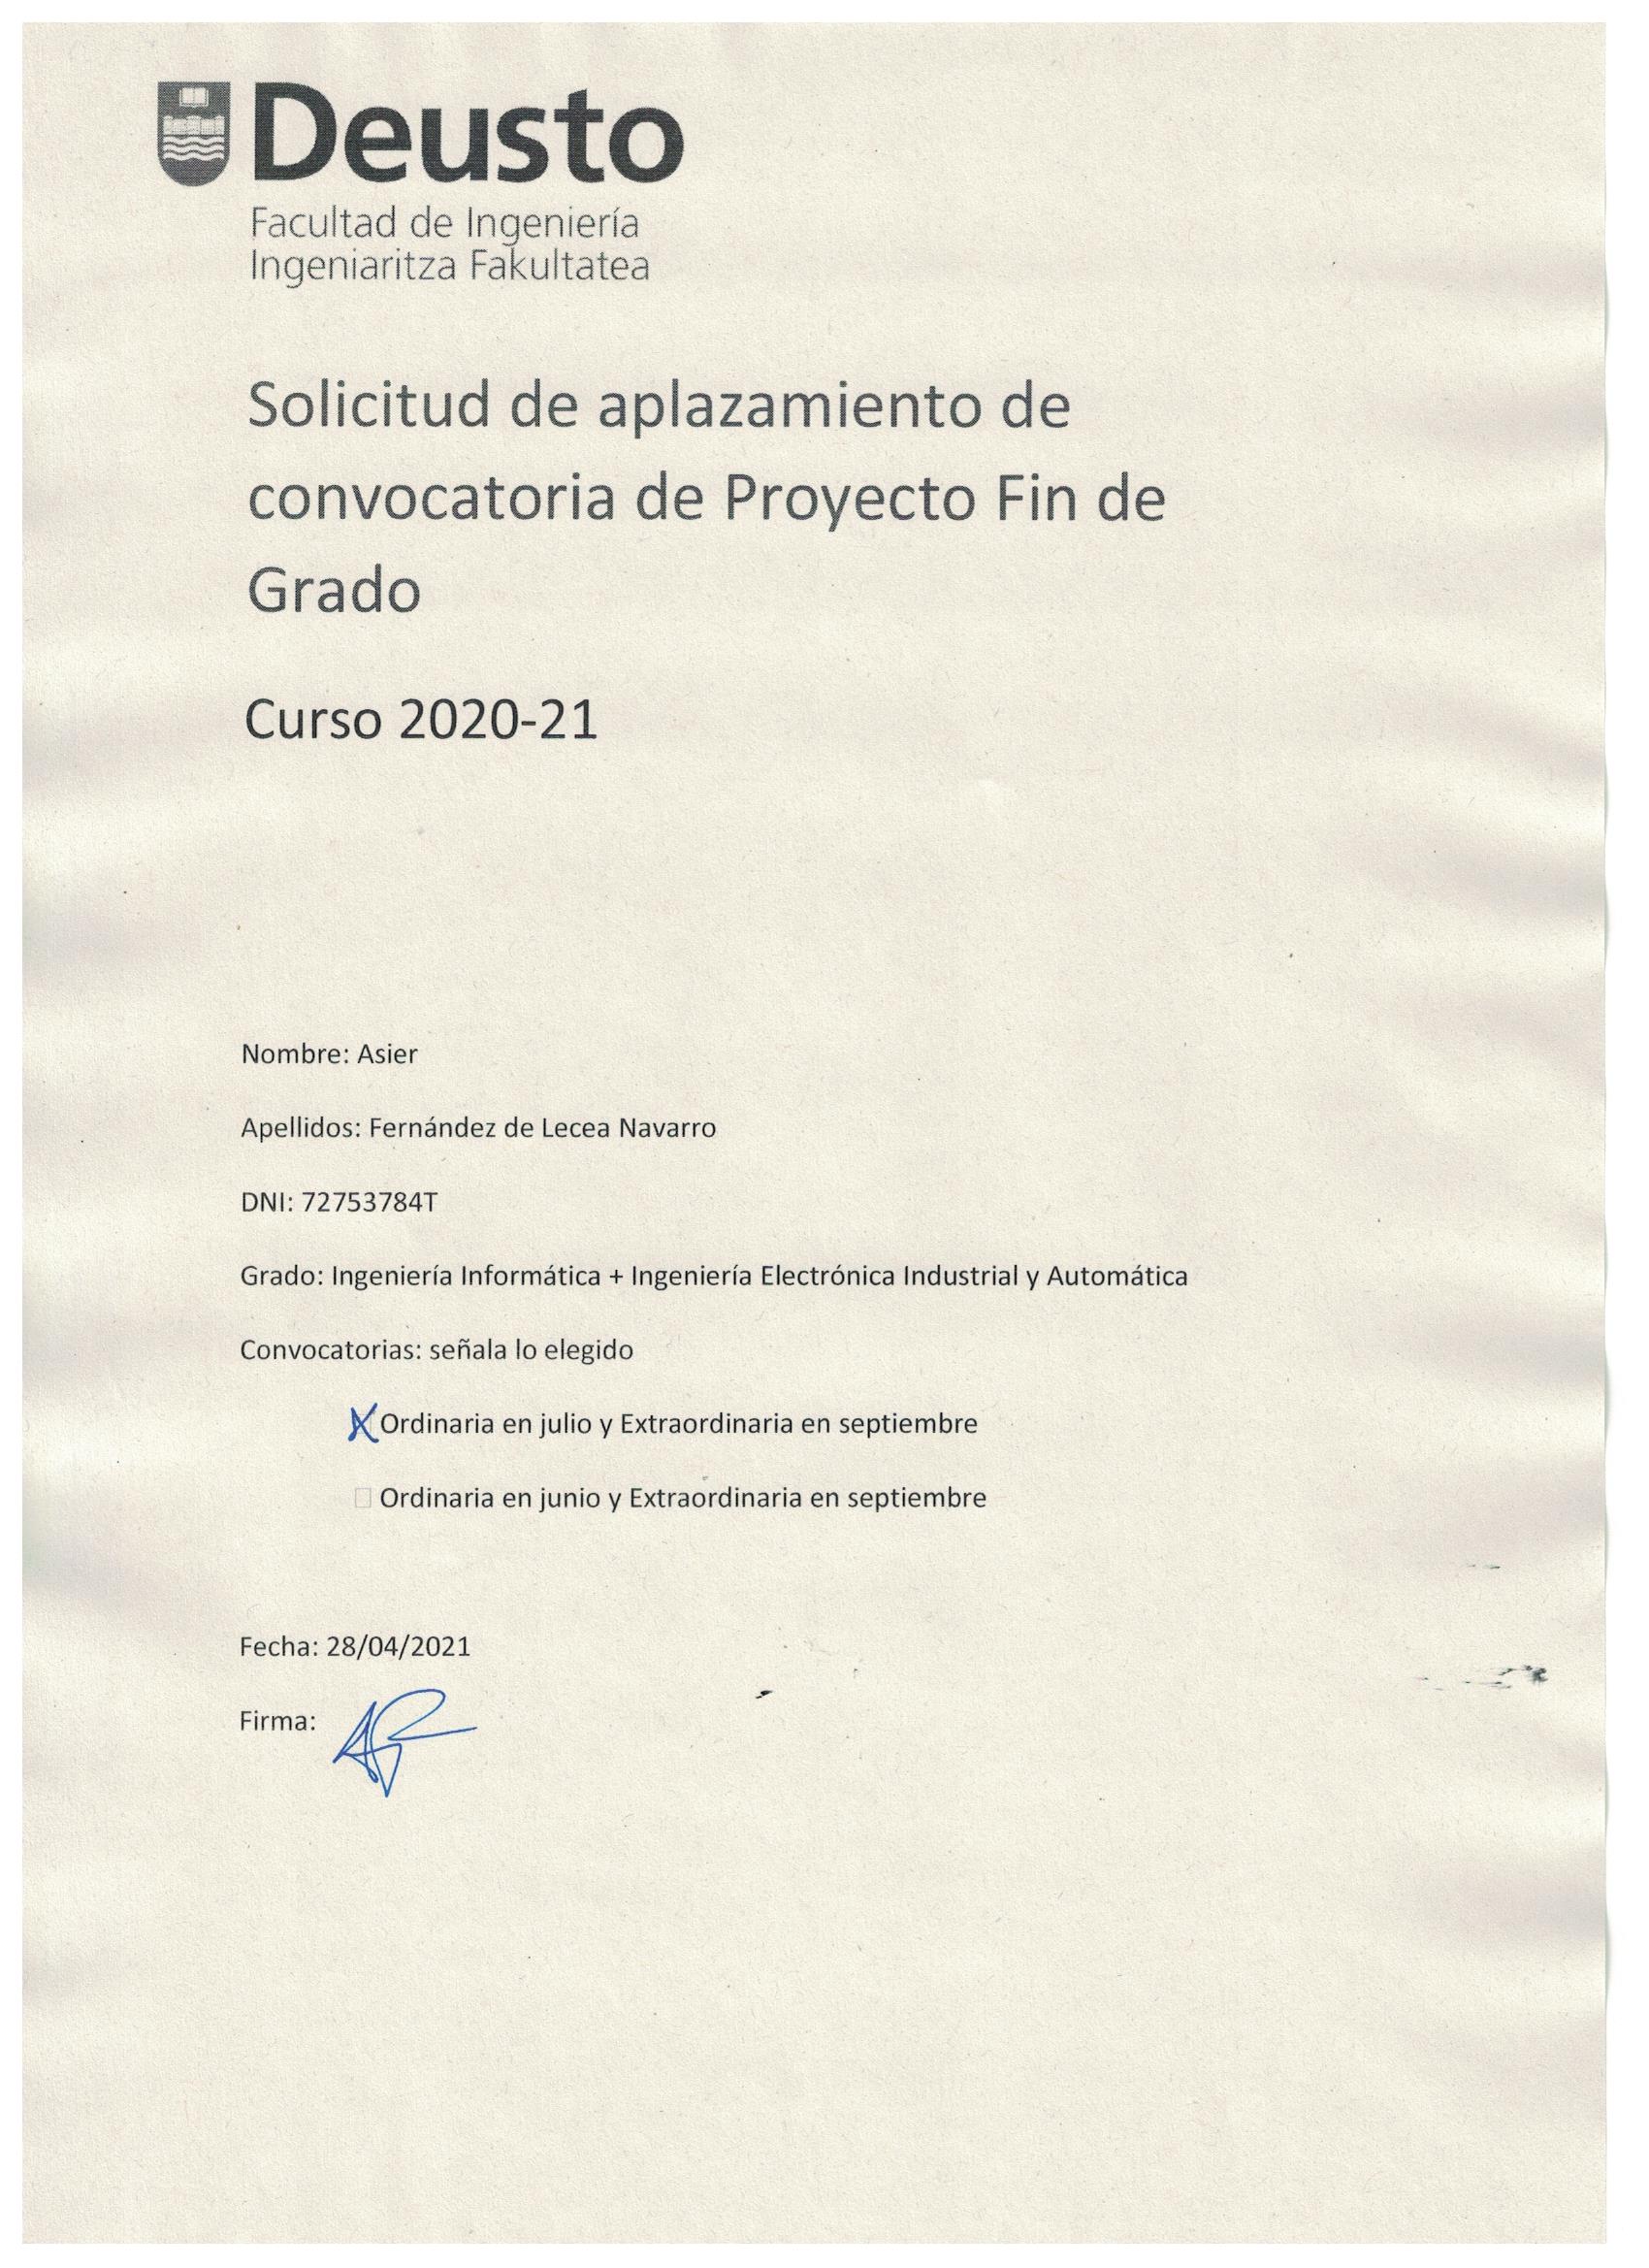 Deusto
Facultad de Ingeniería
Ingeniaritza Fakultatea
Solicitud de aplazamiento de
convocatoria de Proyecto Fin de
Grado
Curso 2020-21
Nombre: Asier
Apellidos: Fernández de Lecea Navarro
DNI: 72753784T
Grado: Ingeniería Informática + Ingeniería Electrónica Industrial y Automática
Convocatorias: señala lo elegido
X Ordinaria en julio y Extraordinaria en septiembre
☐ Ordinaria en junio y Extraordinaria en septiembre
Fecha: 28/04/2021
Firma: